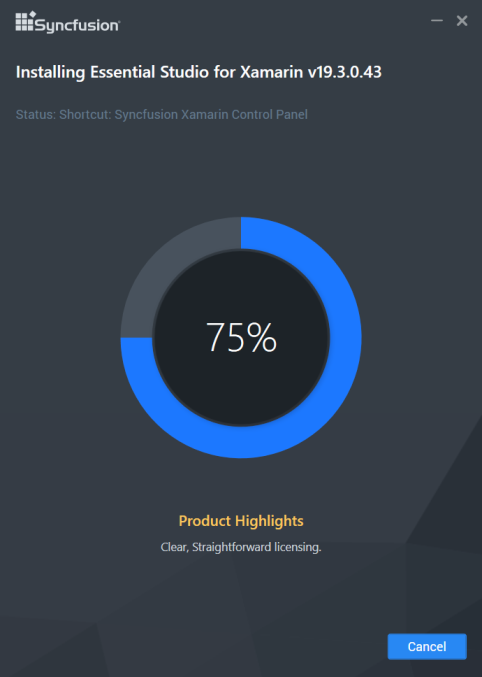 Syncfusion
Installing Essential Studio for Xamarin v19.3.0.43
Status: Shortcut: Syncfusion Xamarin Control Panel
75%
Product Highlights
Clear, Straightforward licensing.
Cancel